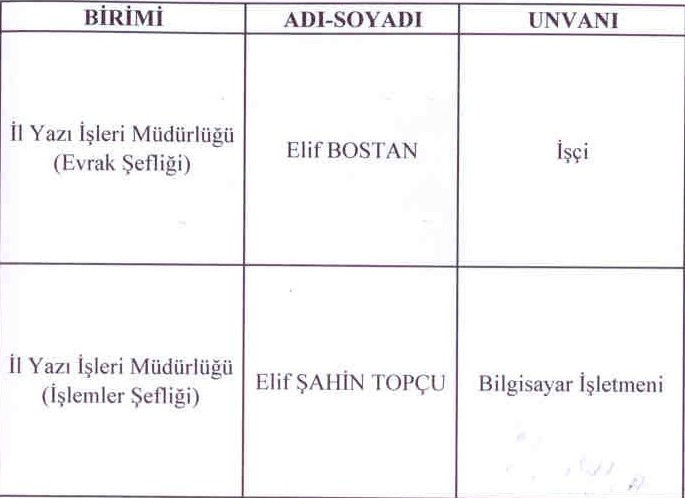 BİRİMİ ADI-SOYADI UNVANI
İl Yazı İşleri Müdürlüğü
(Evrak Şefliği) Elif BOSTAN İşçi
İl Yazı İşleri Müdürlüğü
(İşlemler Şefliği) Elif ŞAHİN TOPÇU Bilgisayar İşletmeni